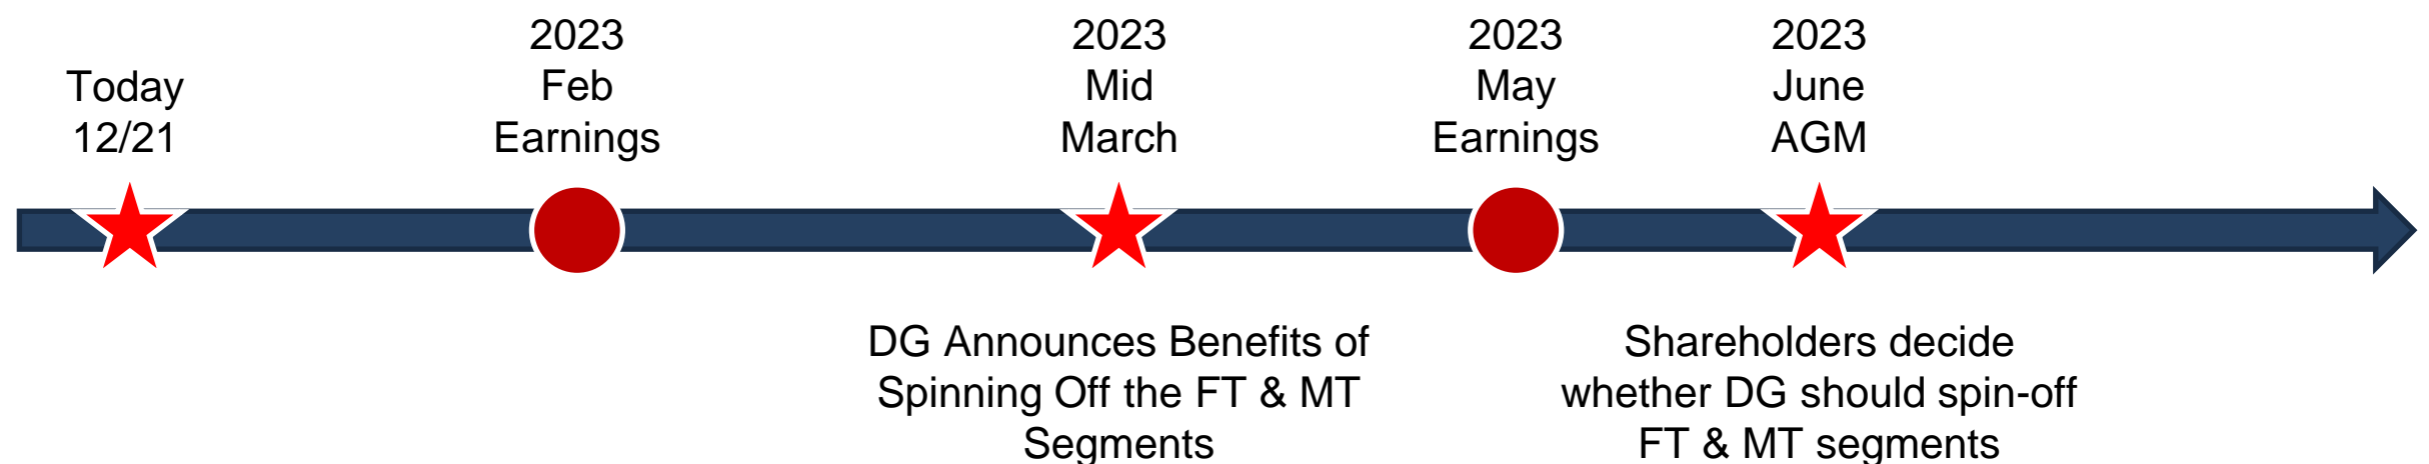 Today
12/21
2023
Feb
Earnings
2023
Mid
March
2023
May
Earnings
2023
June
AGM
DG Announces Benefits of
Spinning Off the FT & MT
Segments
Shareholders decide
whether DG should spin-off
FT & MT segments